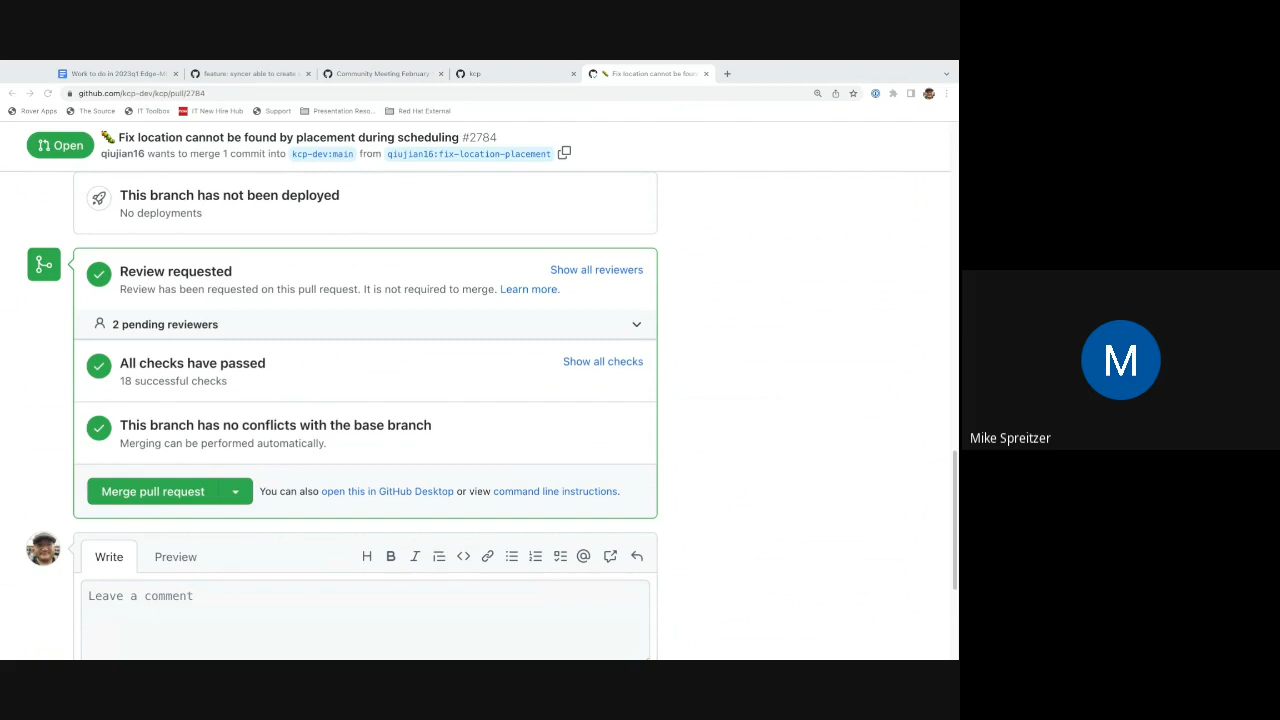 Work to do in 2023q1 Edge-M
feature: syncer able to create
Community Meeting February
kcp
Fix location cannot be foun
github.com/kcp-dev/kcp/pull/2784
Rover Apps
The Source
IT Toolbox
IT New Hire Hub
Support
Presentation Reso...
Red Hat External
Open
Fix location cannot be found by placement during scheduling #2784
qiujian16 wants to merge 1 commit into kcp-dev:main from qiujian16:fix-location-placement
This branch has not been deployed
No deployments
Review requested
Show all reviewers
Review has been requested on this pull request. It is not required to merge. Learn more.
2 pending reviewers
All checks have passed
Show all checks
18 successful checks
This branch has no conflicts with the base branch
Merging can be performed automatically.
Merge pull request
You can also open this in GitHub Desktop or view command line instructions.
Write
Preview
Leave a comment
M
Mike Spreitzer